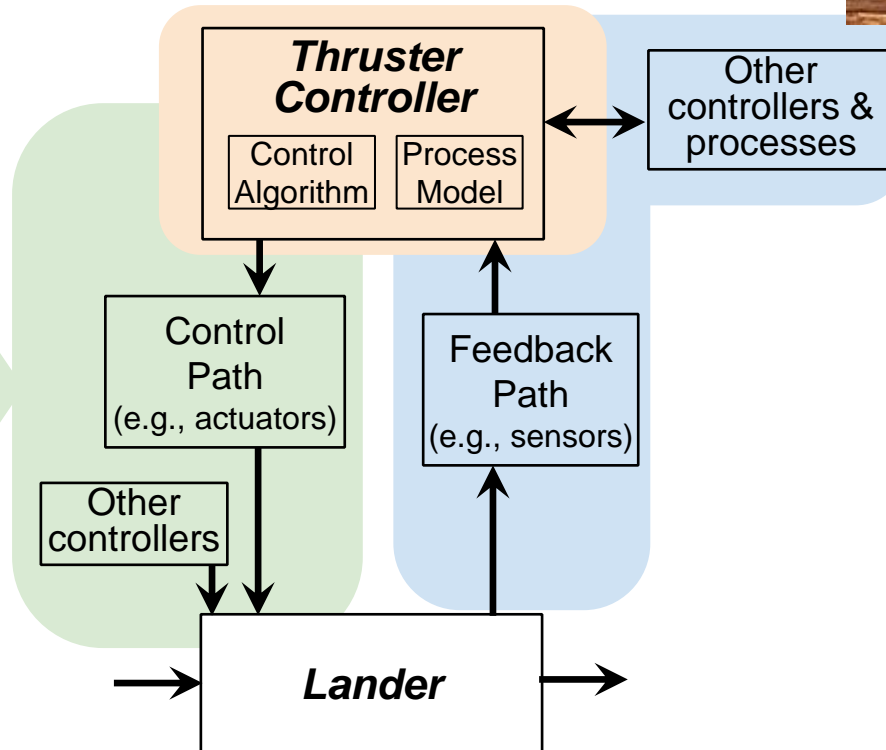 Thruster
Controller
Control
Algorithm
Process
Model
Other
controllers &
processes
Control
Path
(e.g., actuators)
Feedback
Path
(e.g., sensors)
Other
controllers
Lander